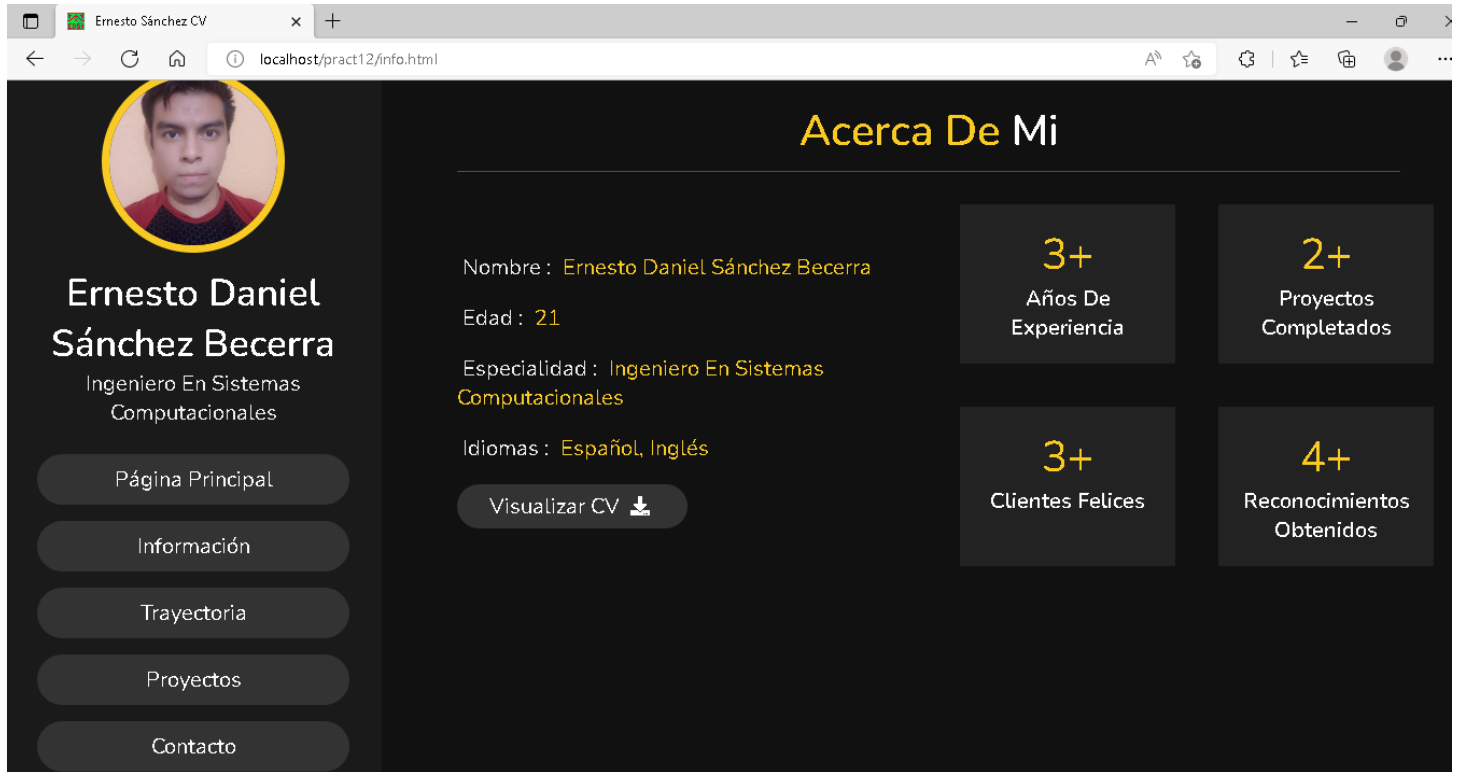 Ernesto Sánchez CV
localhost/pract12/info.html
Ernesto Daniel
Sánchez Becerra
Ingeniero En Sistemas
Computacionales
Página Principal
Información
Trayectoria
Proyectos
Contacto
Acerca De Mi
Nombre : Ernesto Daniel Sánchez Becerra
Edad : 21
Especialidad : Ingeniero En Sistemas
Computacionales
Idiomas : Español, Inglés
Visualizar CV
3+
Años De
Experiencia
2+
Proyectos
Completados
3+
Clientes Felices
4+
Reconocimientos
Obtenidos